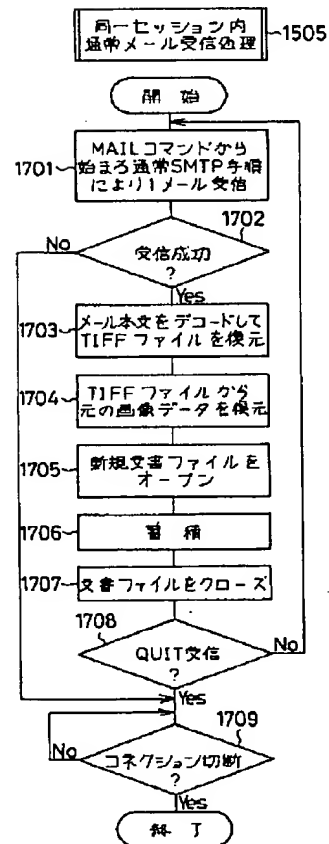 同一セッション内
通常メール受信処理
1505
開始
1701
MAILコマンドから
始まる通常SMTP手順
により1メール受信
1702
No
受信成功
?
Yes
1703
メール本文をデコードして
TIFFファイルを復元
1704
TIFFファイルから
元の画像データを復元
1705
新規文書ファイルを
オープン
1706
蓄積
1707
文書ファイルをクローズ
1708
QUIT受信
?
No
Yes
1709
No
コネクション切断
?
Yes
終了